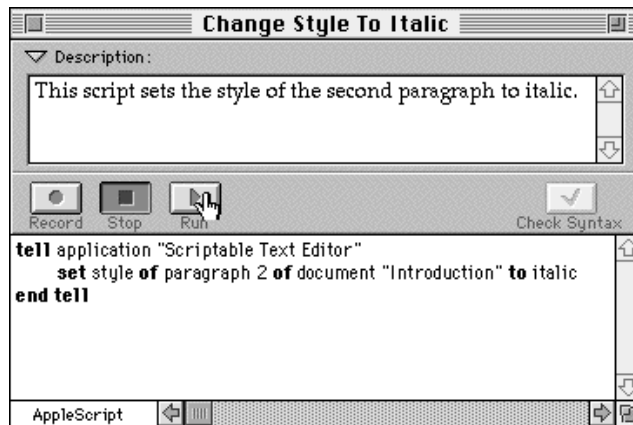 Change Style To Italic
Description:
This script sets the style of the second paragraph to italic.
Record Stop Run Check Syntax
tell application "Scriptable Text Editor"
set style of paragraph 2 of document "Introduction" to italic
end tell
AppleScript